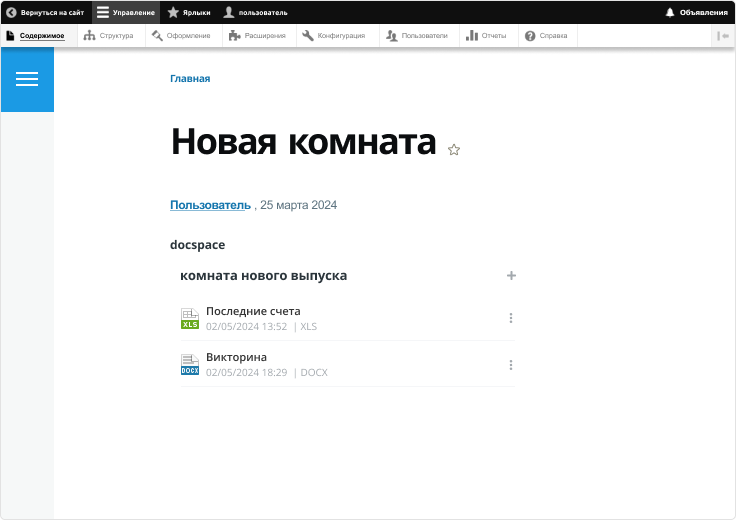 Вернуться на сайт Управление Ярлыки пользователь Объявления
Содержимое Структура Оформление Расширения Конфигурация Пользователи Отчеты Справка
Главная
Новая комната
Пользователь , 25 марта 2024
docspace
комната нового выпуска
Последние счета
XLS 02/05/2024 13:52 | XLS
Викторина
DOCX 02/05/2024 18:29 | DOCX